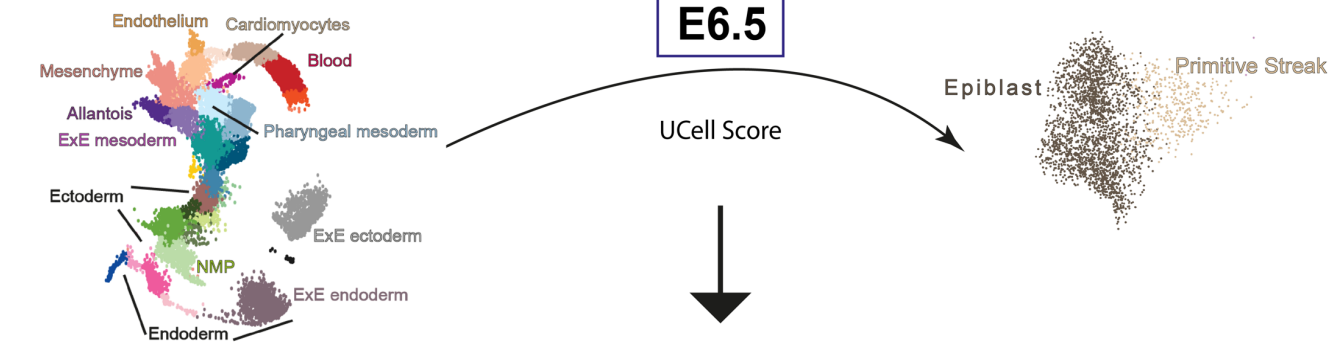 Endothelium
Cardiomyocytes
Mesenchyme
Blood
Allantois
ExE mesoderm
Pharyngeal mesoderm
Ectoderm
ExE ectoderm
NMP
ExE endoderm
Endoderm
E6.5
UCell Score
Epiblast
Primitive Streak